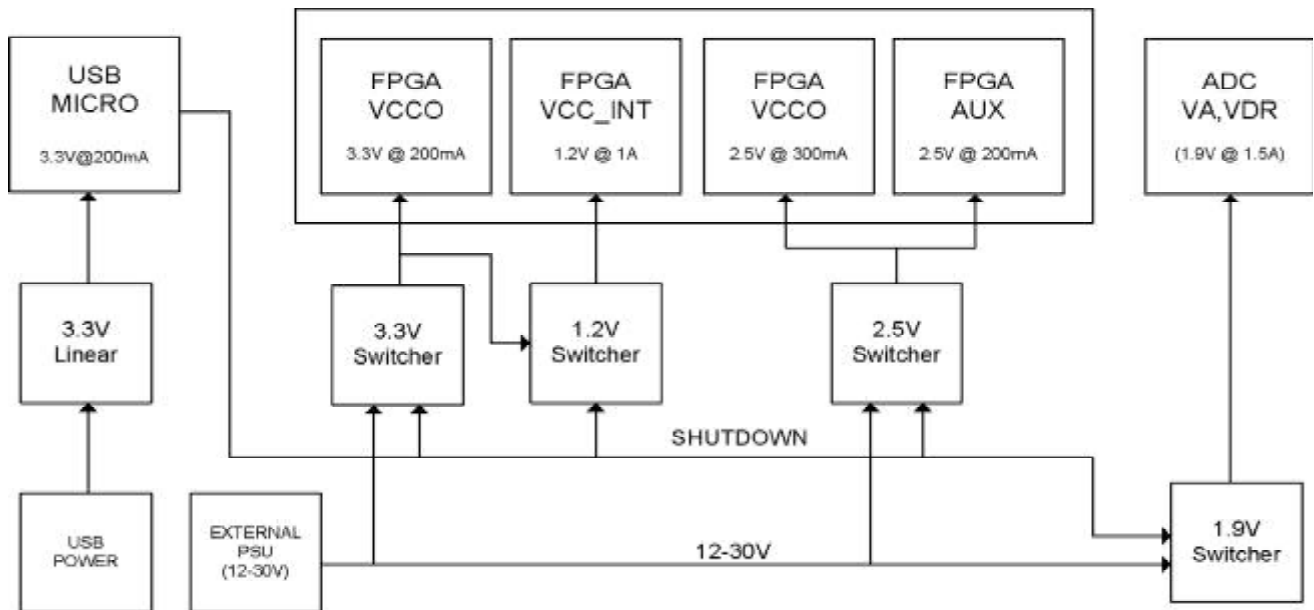 USB
MICRO
3.3V@200mA
FPGA
VCCO
3.3V @ 200mA
FPGA
VCC_INT
1.2V @ 1A
FPGA
VCCO
2.5V @ 300mA
FPGA
AUX
2.5V @ 200mA
ADC
VA,VDR
(1.9V @ 1.5A)
3.3V
Linear
3.3V
Switcher
1.2V
Switcher
2.5V
Switcher
SHUTDOWN
USB
POWER
EXTERNAL
PSU
(12-30V)
12-30V
1.9V
Switcher